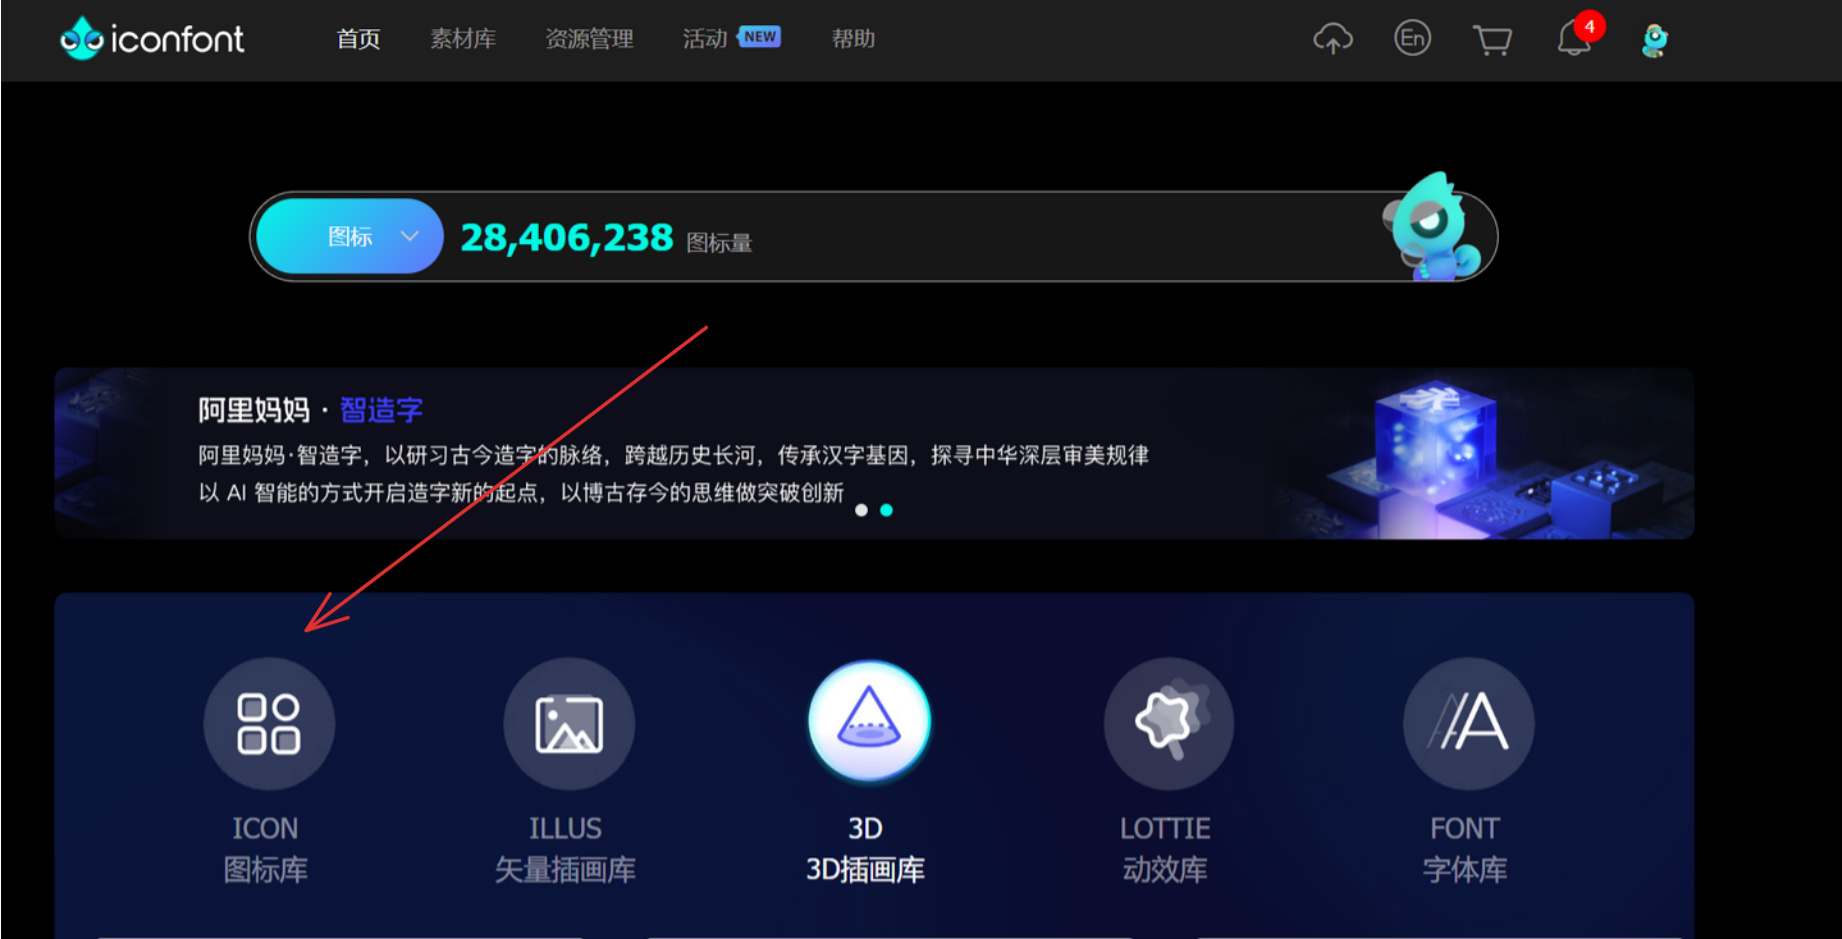 iconfont 首页 素材库 资源管理 活动 NEW 帮助 En 4
图标 28,406,238 图标量
阿里妈妈·智造字
阿里妈妈·智造字，以研习古今造字的脉络，跨越历史长河，传承汉字基因，探寻中华深层审美规律
以 AI 智能的方式开启造字新的起点，以博古存今的思维做突破创新
ICON ILLUS 3D LOTTIE FONT
图标库 矢量插画库 3D插画库 动效库 字体库